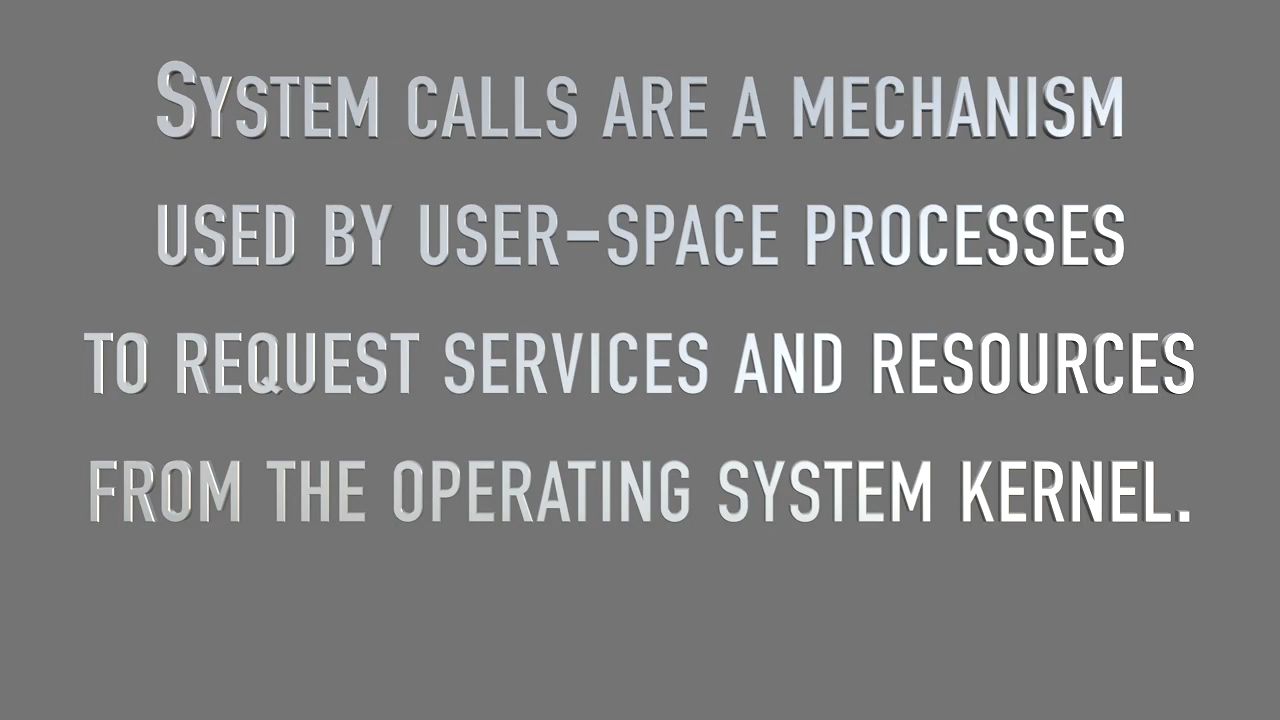 System calls are a mechanism
used by user-space processes
to request services and resources
from the operating system kernel.